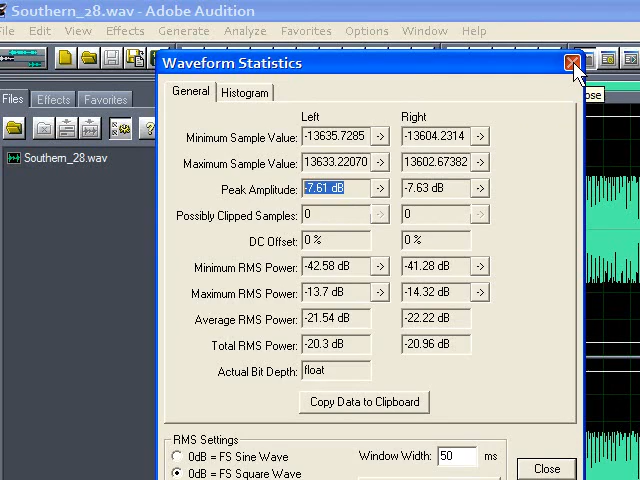 Southern_28.wav - Adobe Audition
File Edit View Effects Generate Analyze Favorites Options Window Help
Waveform Statistics
General Histogram
Files Effects Favorites
Southern_28.wav
Left Right
Minimum Sample Value: -13635.7285 -> -13604.2314 ->
Maximum Sample Value: 13633.22070 -> 13602.67382 ->
Peak Amplitude: -7.61 dB -> -7.63 dB ->
Possibly Clipped Samples: 0 -> 0 ->
DC Offset: 0 % 0 %
Minimum RMS Power: -42.58 dB -> -41.28 dB ->
Maximum RMS Power: -13.7 dB -> -14.32 dB ->
Average RMS Power: -21.54 dB -22.22 dB
Total RMS Power: -20.3 dB -20.96 dB
Actual Bit Depth: float
Copy Data to Clipboard
RMS Settings
0dB = FS Sine Wave
0dB = FS Square Wave
Window Width: 50 ms
Close